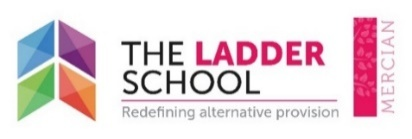 THE LADDER
SCHOOL
Redefining alternative provision
MERCIAN